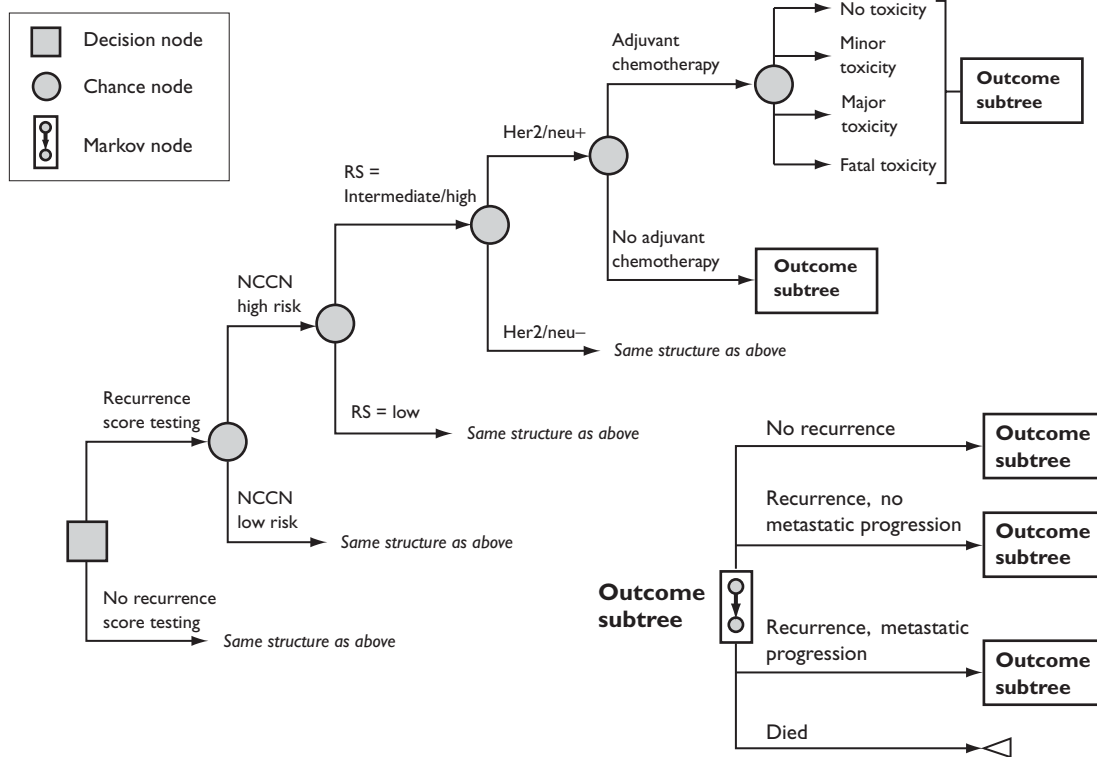 Decision node
Chance node
Markov node
No toxicity
Minor
toxicity
Major
toxicity
Fatal toxicity
Outcome
subtree
Adjuvant
chemotherapy
Her2/neu+
No adjuvant
chemotherapy
Outcome
subtree
RS =
Intermediate/high
Her2/neu–
Same structure as above
NCCN
high risk
RS = low
Same structure as above
Recurrence
score testing
NCCN
low risk
Same structure as above
No recurrence
score testing
Same structure as above
Outcome
subtree
No recurrence
Outcome
subtree
Recurrence, no
metastatic progression
Outcome
subtree
Recurrence, metastatic
progression
Outcome
subtree
Died